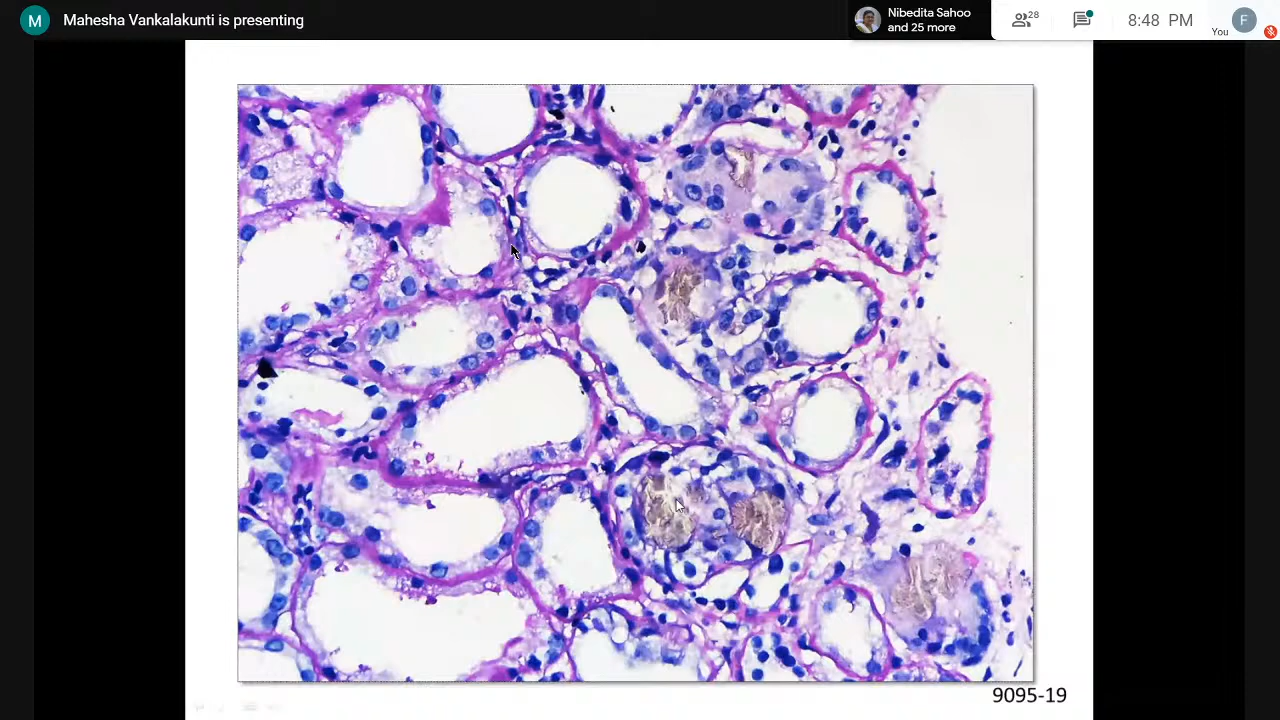 M
Mahesha Vankalakunti is presenting
Nibedita Sahoo
and 25 more
28
8:48 PM
You
F
9095-19